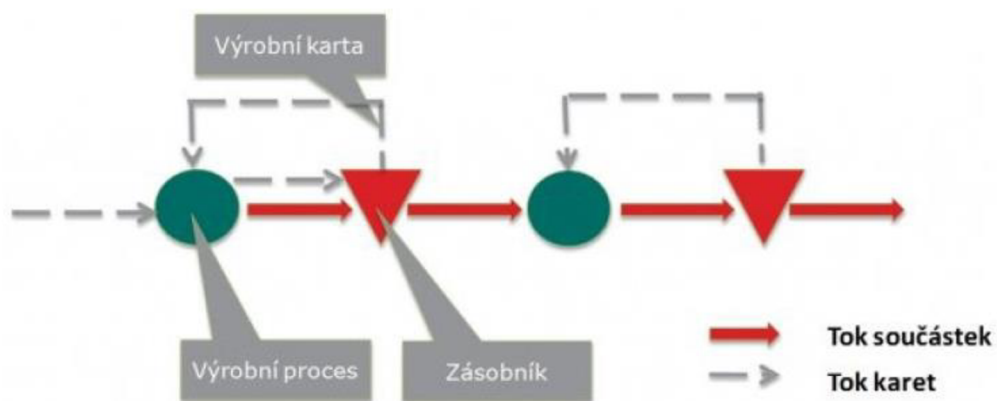 Výrobní karta
Výrobní proces
Zásobník
Tok součástek
Tok karet